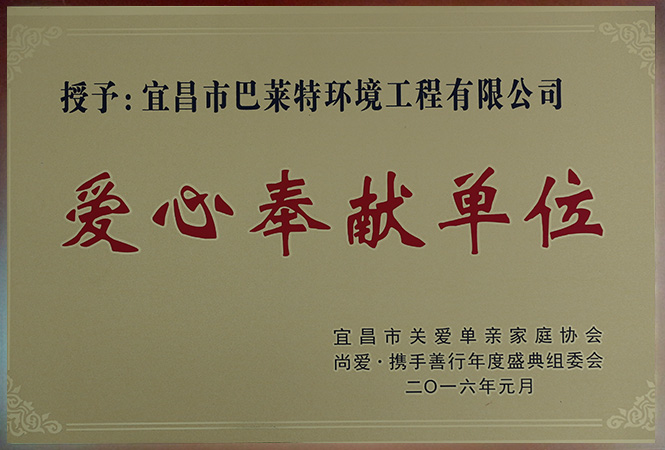 授予：宜昌市巴莱特环境工程有限公司
爱心奉献单位
宜昌市关爱单亲家庭协会
尚爱·携手善行年度盛典组委会
二〇一六年元月